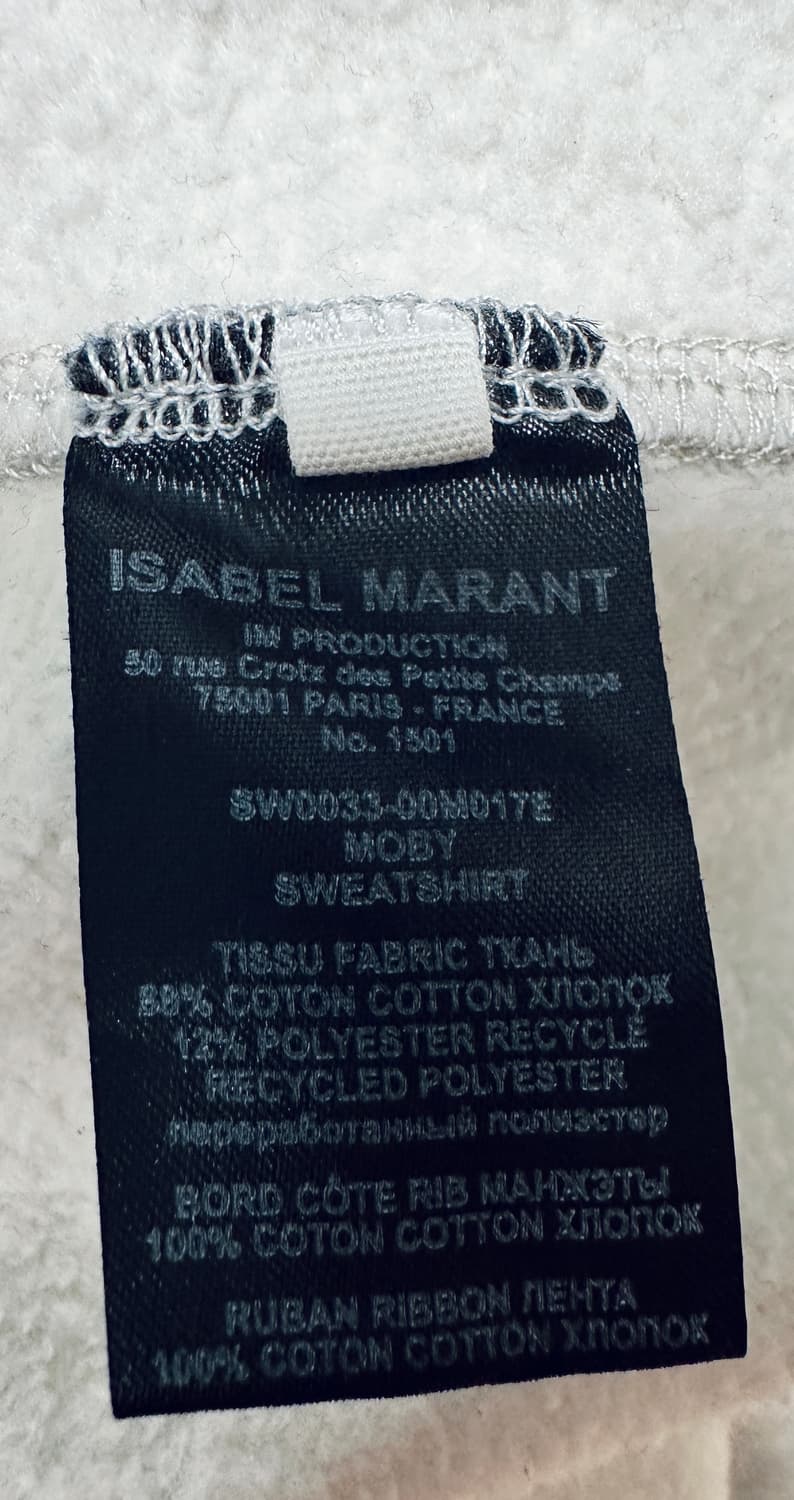 ISABEL MARANT
IM PRODUCTION
50 rue Croix des Petits Champs
75001 PARIS - FRANCE
No. 1501
SW0033-00M017E
MOBY
SWEATSHIRT
TISSU FABRIC ТКАНЬ
88% COTON COTTON ХЛОПОК
12% POLYESTER RECYCLÉ
RECYCLED POLYESTER
переработанный полиэстер
BORD CÔTE RIB МАНЖЭТЫ
100% COTON COTTON ХЛОПОК
RUBAN RIBBON ЛЕНТА
100% COTON COTTON ХЛОПОК